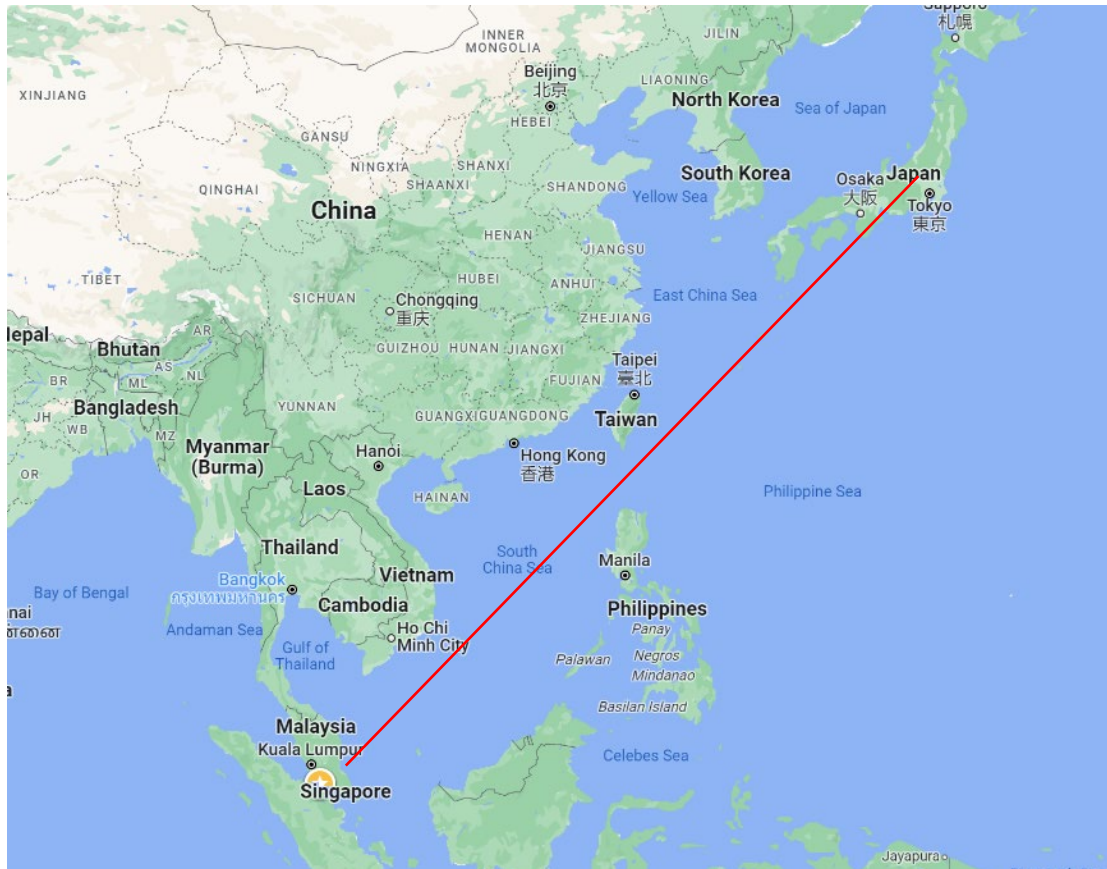 Sapporo
札幌
INNER
MONGOLIA
JILIN
Beijing
北京
LIAONING
XINJIANG
North Korea
Sea of Japan
HEBEI
GANSU
NINGXIA
SHANXI
SHAANXI
SHANDONG
South Korea
Yellow Sea
Osaka
大阪
Japan
Tokyo
東京
QINGHAI
China
HENAN
JIANGSU
TIBET
SICHUAN
HUBEI
ANHUI
East China Sea
Chongqing
重庆
ZHEJIANG
AR
Bhutan
GUIZHOU
HUNAN
JIANGXI
Taipei
臺北
AS
NL
BR
ML
FUJIAN
Bangladesh
YUNNAN
GUANGXI
GUANGDONG
Taiwan
JH
WB
MZ
Myanmar
(Burma)
Hanoi
Hong Kong
香港
OR
Laos
HAINAN
Philippine Sea
Thailand
South
China Sea
Manila
Vietnam
Bangkok
กรุงเทพมหานคร
Bay of Bengal
Cambodia
Philippines
Andaman Sea
Ho Chi
Minh City
Panay
Gulf of
Thailand
Palawan
Negros
Mindanao
Basilan Island
Malaysia
Kuala Lumpur
Celebes Sea
Singapore
Jayapura